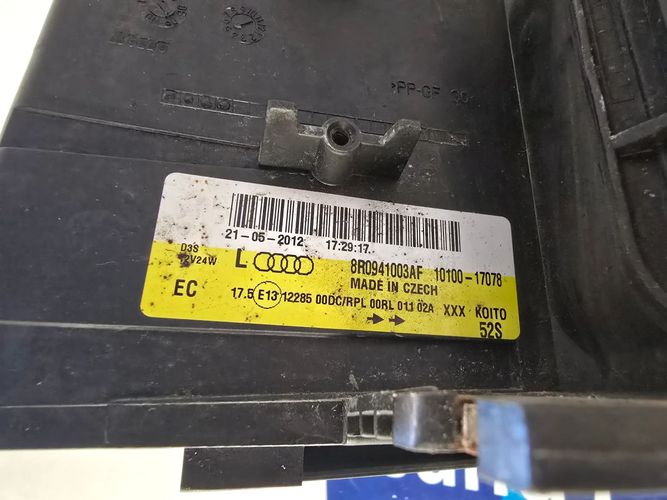 >PP-GF 30<
21-05-2012 17:29:17
D3S
12V24W
L 8R0941003AF 10100-17078
MADE IN CZECH
EC
17.5 E13 12285 00DC/RPL 00RL 011 02A XXX KOITO
52S